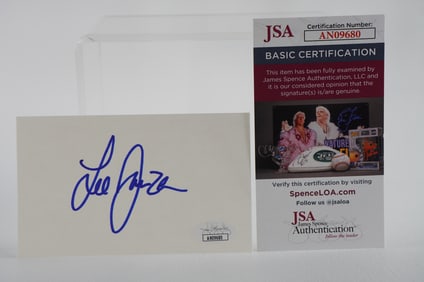 Lee Janzen
JSA
Certification Number:
AN09680
BASIC CERTIFICATION
This item has been fully examined by
James Spence Authentication, LLC and
it is our considered opinion that the
signature(s) is/are genuine.
Verify this certification by visiting
SpenceLOA.com
Follow us @jsaloa
JSA
James Spence
Authentication